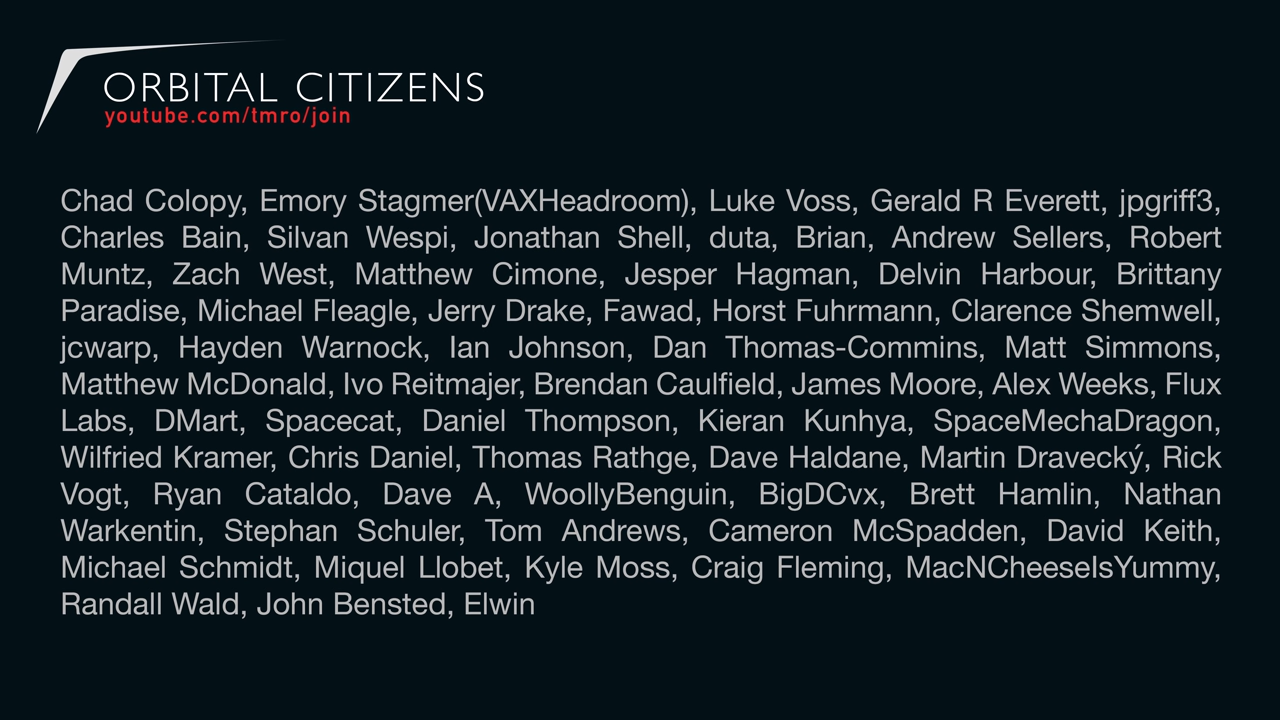 ORBITAL CITIZENS
youtube.com/tmro/join
Chad Colopy, Emory Stagmer(VAXHeadroom), Luke Voss, Gerald R Everett, jpgriff3,
Charles Bain, Silvan Wespi, Jonathan Shell, duta, Brian, Andrew Sellers, Robert
Muntz, Zach West, Matthew Cimone, Jesper Hagman, Delvin Harbour, Brittany
Paradise, Michael Fleagle, Jerry Drake, Fawad, Horst Fuhrmann, Clarence Shemwell,
jcwarp, Hayden Warnock, Ian Johnson, Dan Thomas-Commins, Matt Simmons,
Matthew McDonald, Ivo Reitmajer, Brendan Caulfield, James Moore, Alex Weeks, Flux
Labs, DMart, Spacecat, Daniel Thompson, Kieran Kunhya, SpaceMechaDragon,
Wilfried Kramer, Chris Daniel, Thomas Rathge, Dave Haldane, Martin Dravecký, Rick
Vogt, Ryan Cataldo, Dave A, WoollyBenguin, BigDCvx, Brett Hamlin, Nathan
Warkentin, Stephan Schuler, Tom Andrews, Cameron McSpadden, David Keith,
Michael Schmidt, Miquel Llobet, Kyle Moss, Craig Fleming, MacNCheeseIsYummy,
Randall Wald, John Bensted, Elwin